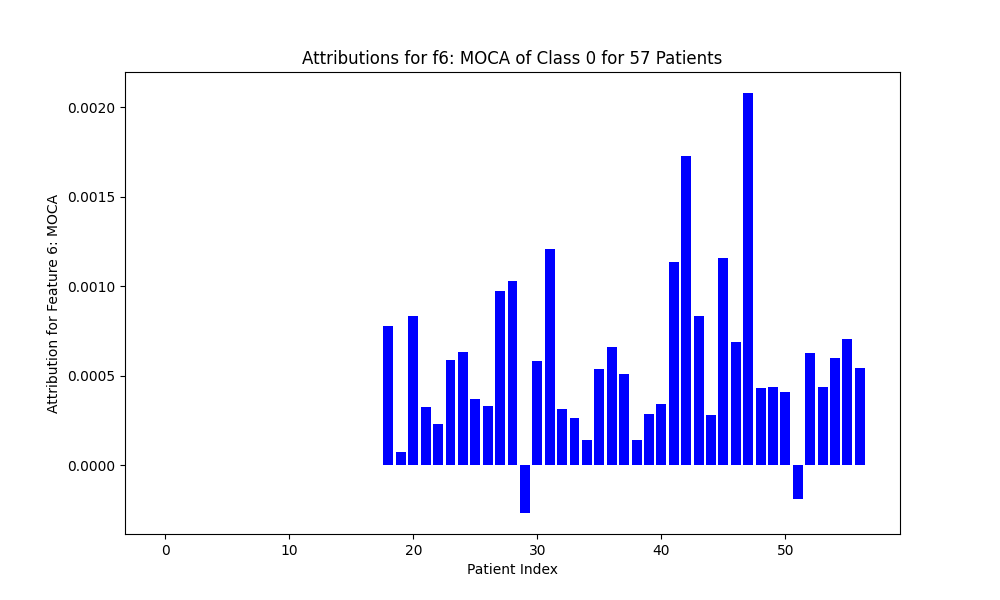 Attributions for f6: MOCA of Class 0 for 57 Patients
Attribution for Feature 6: MOCA
0.0020
0.0015
0.0010
0.0005
0.0000
0 10 20 30 40 50
Patient Index